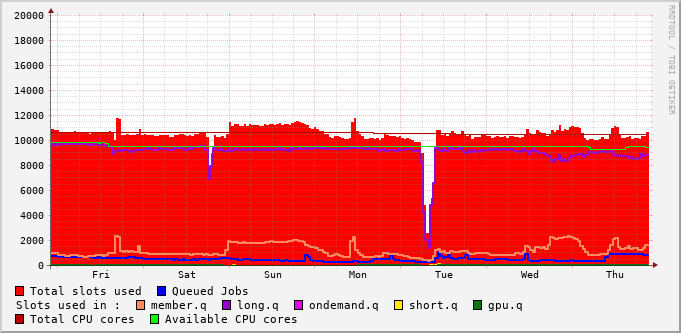 RRDTOOL / TOBI OETIKER
20000
18000
16000
14000
12000
10000
8000
6000
4000
2000
0
Fri Sat Sun Mon Tue Wed Thu
Total slots used Queued Jobs
Slots used in : member.q long.q ondemand.q short.q gpu.q
Total CPU cores Available CPU cores